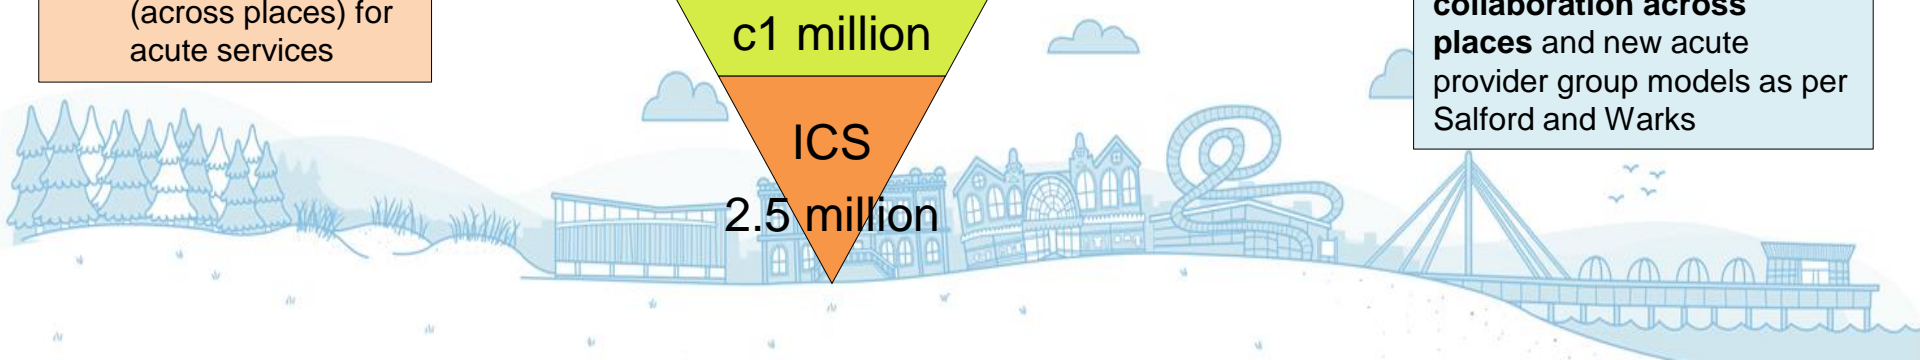 (across places) for
acute services
c1 million
ICS
2.5 million
collaboration across
places and new acute
provider group models as per
Salford and Warks